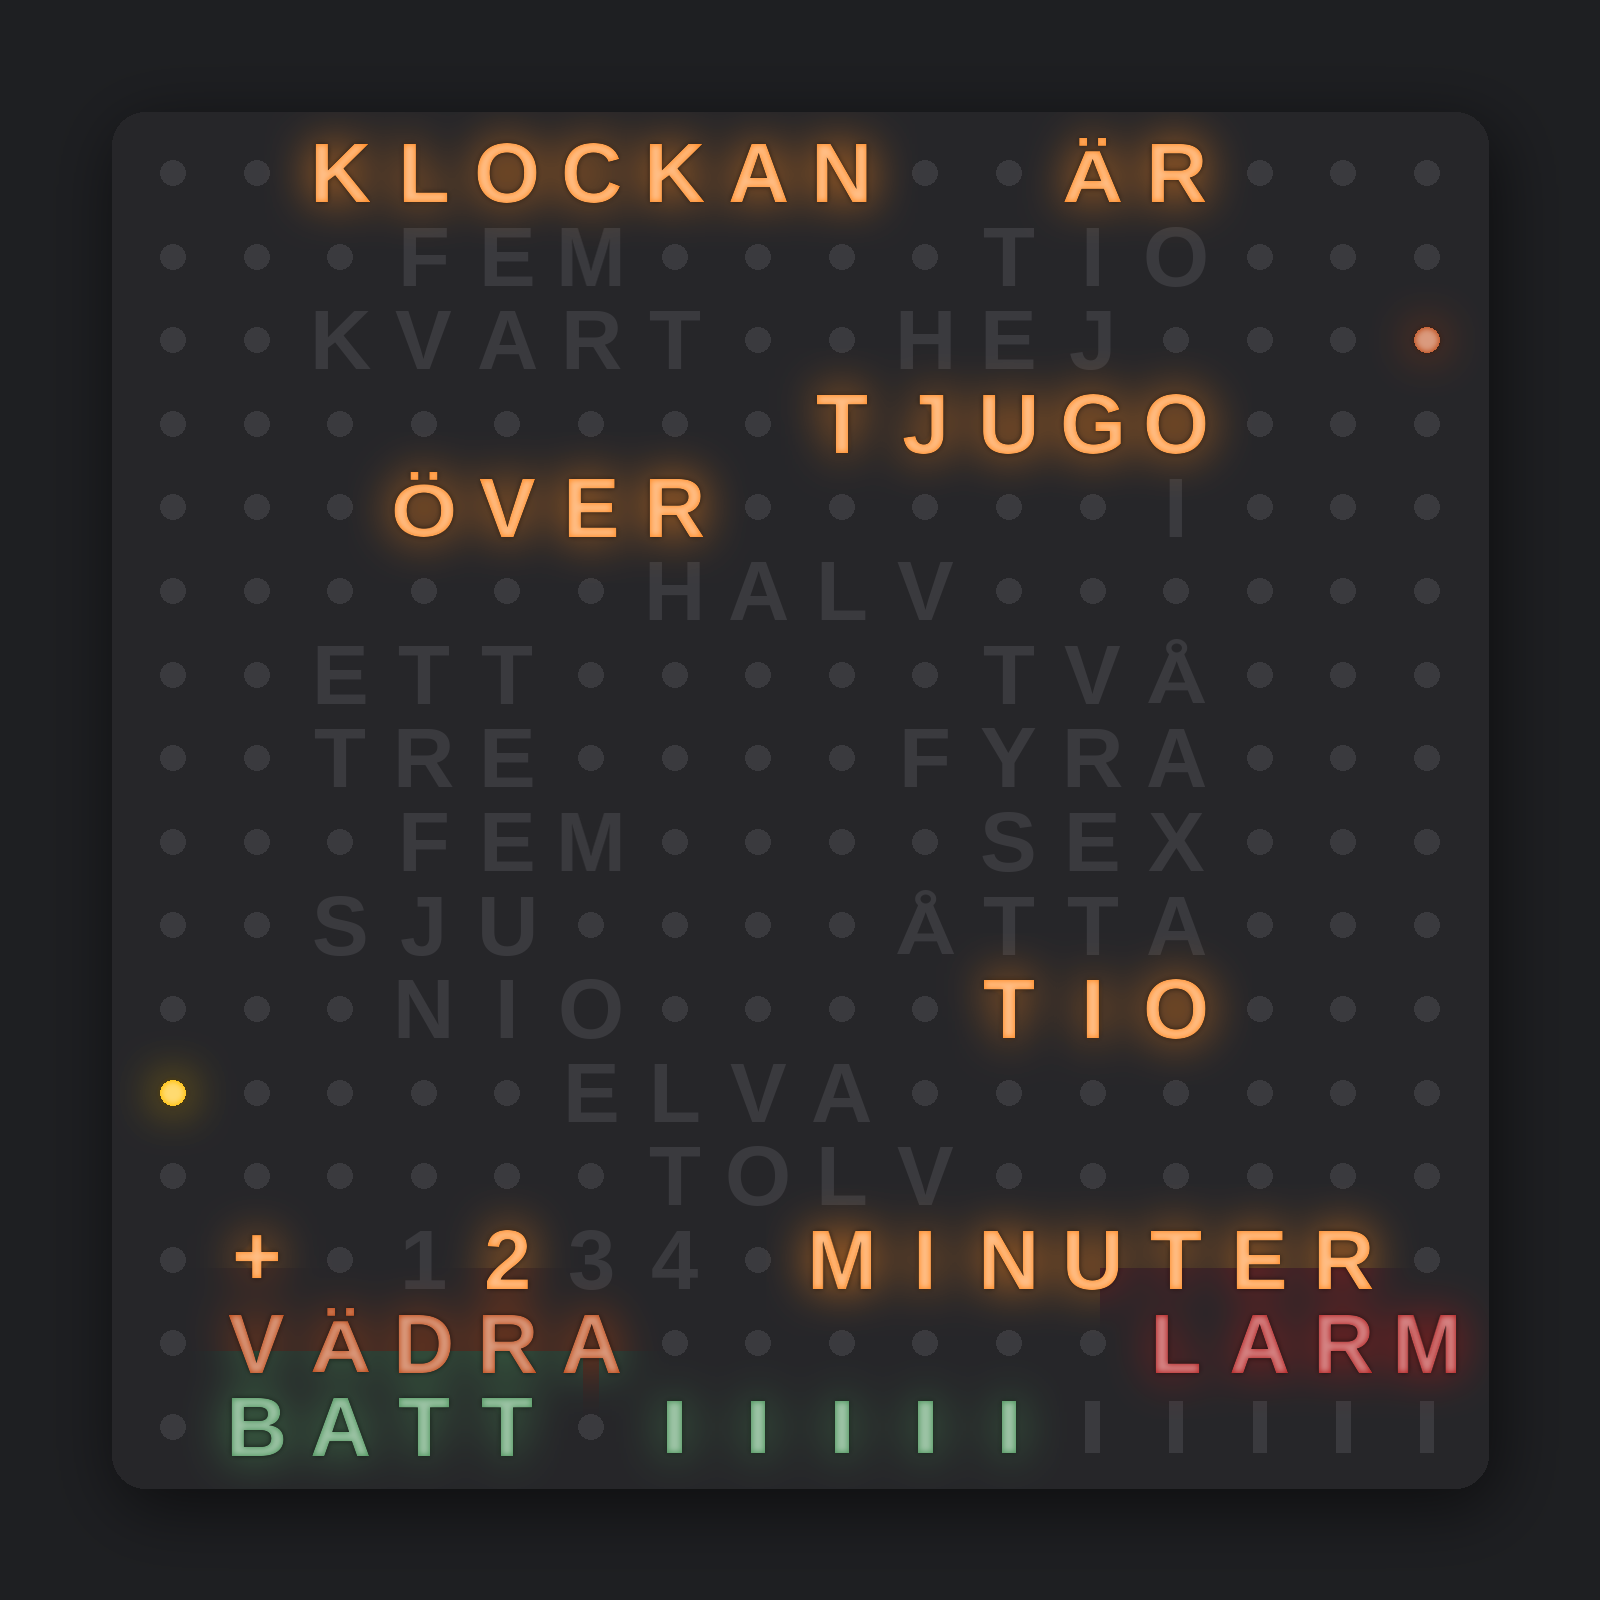 KLOCKAN ÄR
FEM TIO
KVART HEJ
TJUGO
ÖVER I
HALV
ETT TVÅ
TRE FYRA
FEM SEX
SJU ÅTTA
NIO TIO
ELVA
TOLV
+ 1 2 3 4 MINUTER
VÄDRA LARM
BATT I I I I I I I I I I